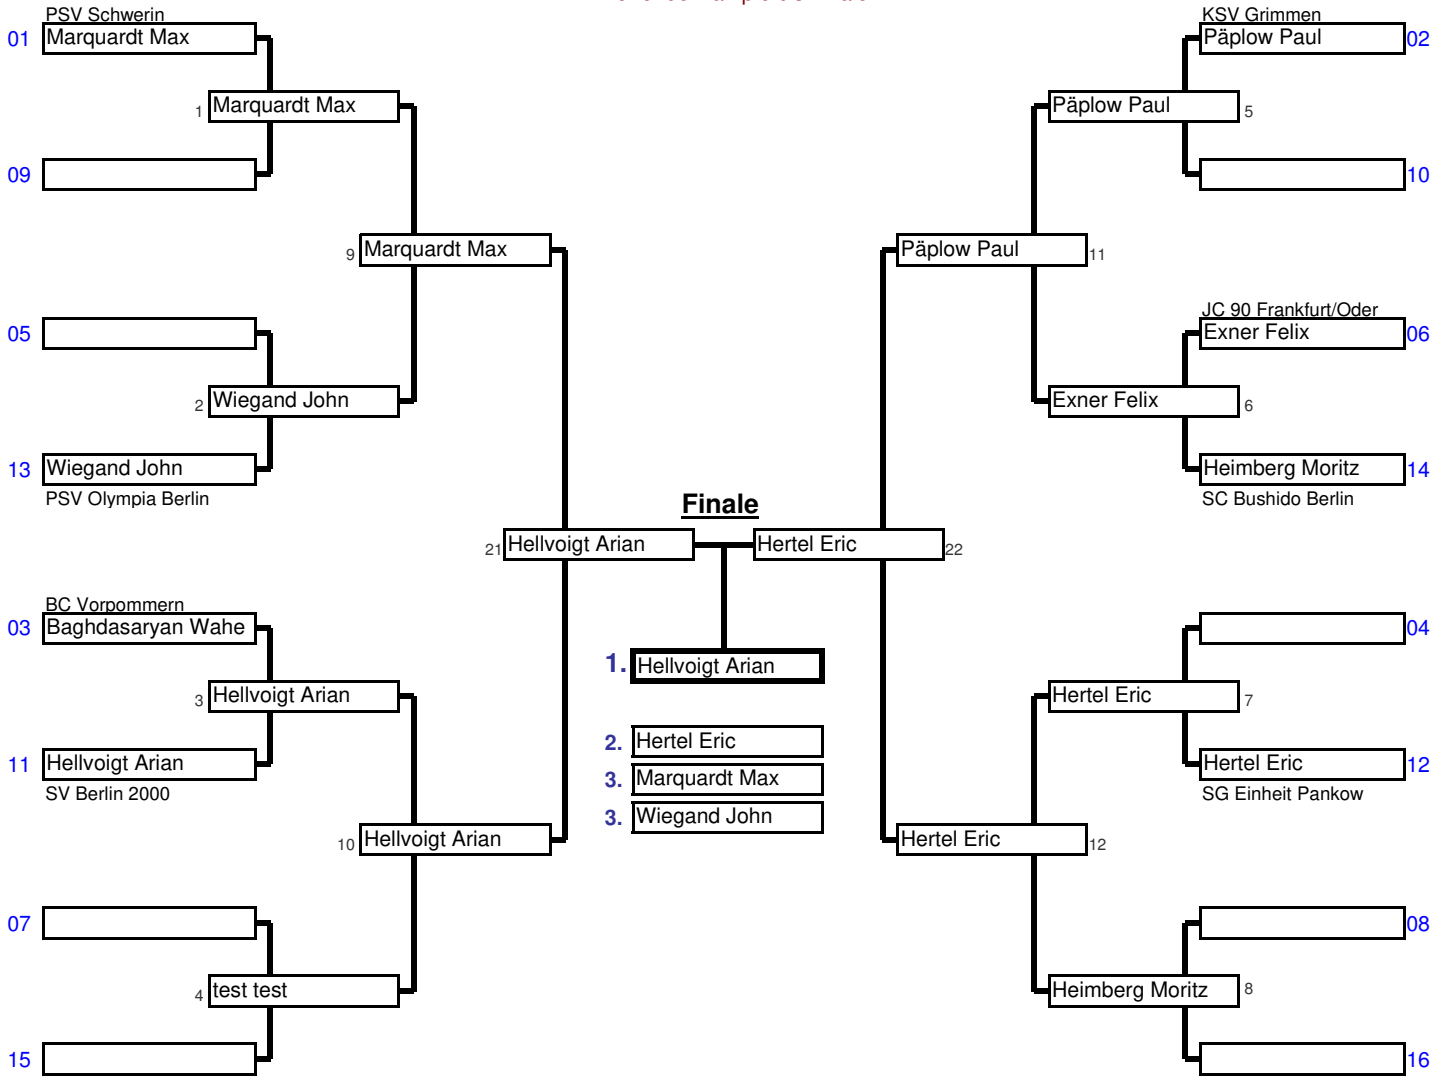 PSV Schwerin
01 Marquardt Max
1 Marquardt Max
09
9 Marquardt Max
05
2 Wiegand John
13 Wiegand John
PSV Olympia Berlin
21 Hellvoigt Arian
BC Vorpommern
03 Baghdasaryan Wahe
3 Hellvoigt Arian
11 Hellvoigt Arian
SV Berlin 2000
10 Hellvoigt Arian
07
4 test test
15
Finale
1. Hellvoigt Arian
2. Hertel Eric
3. Marquardt Max
3. Wiegand John
KSV Grimmen
Päplow Paul 02
Päplow Paul 5
10
Päplow Paul 11
JC 90 Frankfurt/Oder
Exner Felix 06
Exner Felix 6
Heimberg Moritz 14
SC Bushido Berlin
Hertel Eric 22
04
Hertel Eric 7
Hertel Eric 12
SG Einheit Pankow
Hertel Eric 12
08
Heimberg Moritz 8
16